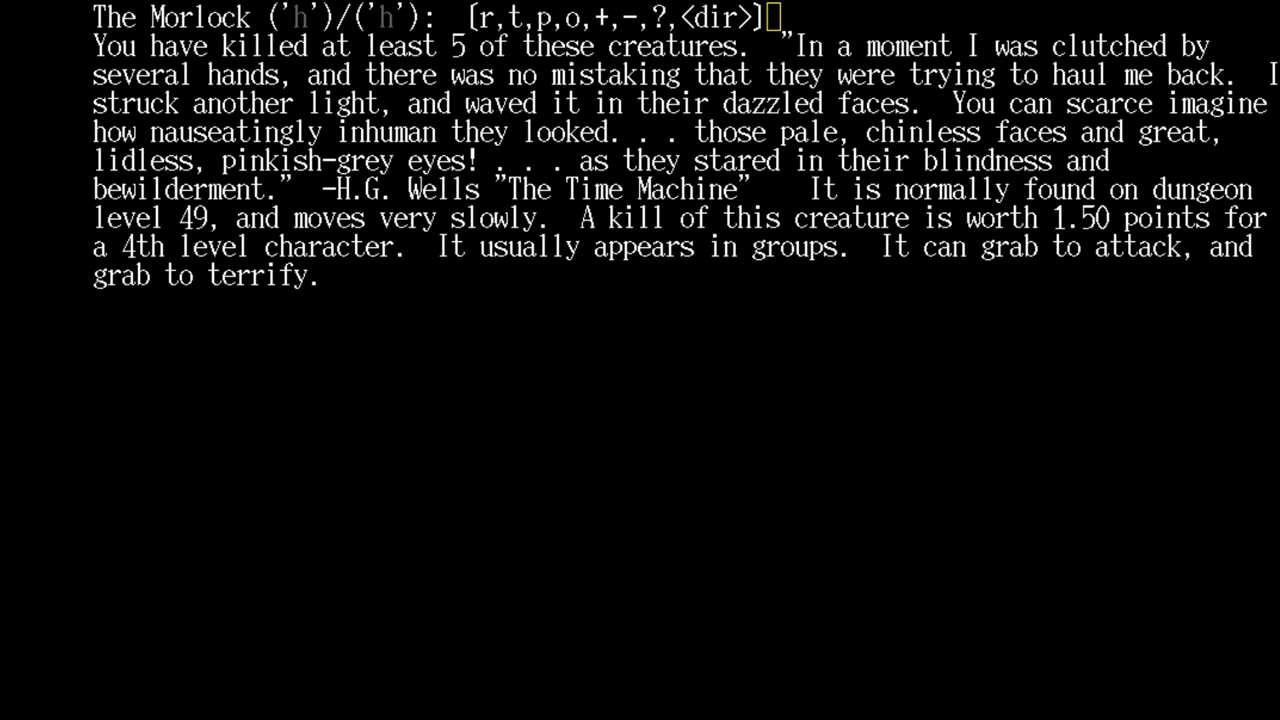 The Morlock ('h')/('h'):  [r,t,p,o,+,-,?,<dir>]
You have killed at least 5 of these creatures.  "In a moment I was clutched by
several hands, and there was no mistaking that they were trying to haul me back.  I
struck another light, and waved it in their dazzled faces.  You can scarce imagine
how nauseatingly inhuman they looked. . . those pale, chinless faces and great,
lidless, pinkish-grey eyes! . . . as they stared in their blindness and
bewilderment." -H.G. Wells "The Time Machine"    It is normally found on dungeon
level 49, and moves very slowly.  A kill of this creature is worth 1.50 points for
a 4th level character.  It usually appears in groups.  It can grab to attack, and
grab to terrify.